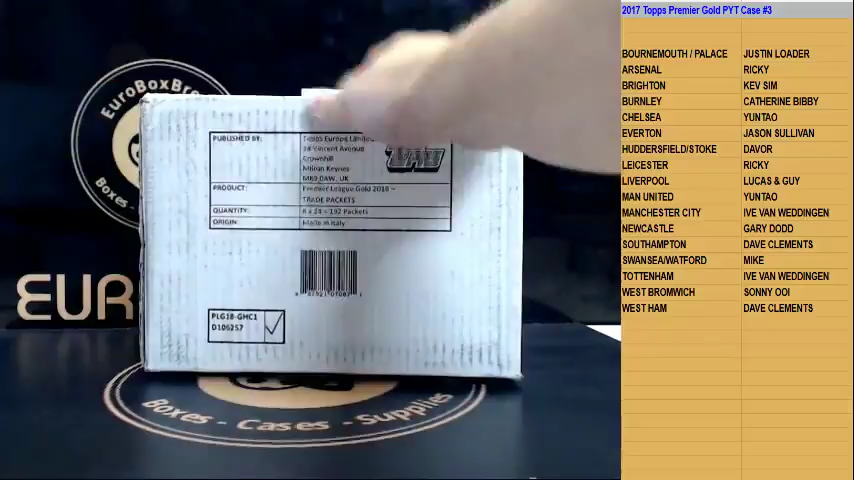 2017 Topps Premier Gold PYT Case #3
BOURNEMOUTH / PALACE JUSTIN LOADER
ARSENAL RICKY
BRIGHTON KEV SIM
BURNLEY CATHERINE BIBBY
CHELSEA YUNTAO
EVERTON JASON SULLIVAN
HUDDERSFIELD/STOKE DAVOR
LEICESTER RICKY
LIVERPOOL LUCAS & GUY
MAN UNITED YUNTAO
MANCHESTER CITY IVE VAN WEDDINGEN
NEWCASTLE GARY DODD
SOUTHAMPTON DAVE CLEMENTS
SWANSEA/WATFORD MIKE
TOTTENHAM IVE VAN WEDDINGEN
WEST BROMWICH SONNY OOI
WEST HAM DAVE CLEMENTS
EuroBoxBre
EUR
PUBLISHED BY: Topps Europe Limited
18 Vincent Avenue
Crownhill
Milton Keynes
MK8 0AW, UK
PRODUCT: Premier League Gold 2018 –
TRADE PACKETS
QUANTITY: 8 x 24 = 192 Packets
ORIGIN: Made in Italy
PLG18-GHC1
D106257
Boxes - Cases - Supplies